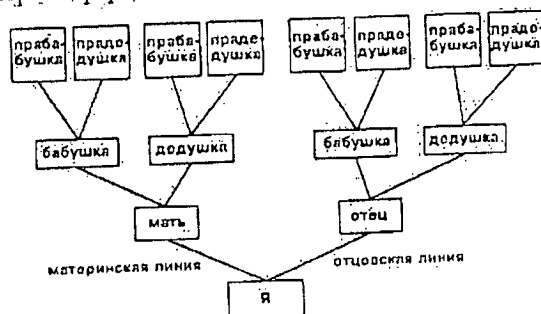 праба- прадо- праба- праде- праба- прадо- праба- прадо-
бушка душка бушка душка бушка душка бушка душка
бабушка дедушка бабушка дедушка
мать отец
материнская линия отцовская линия
Я